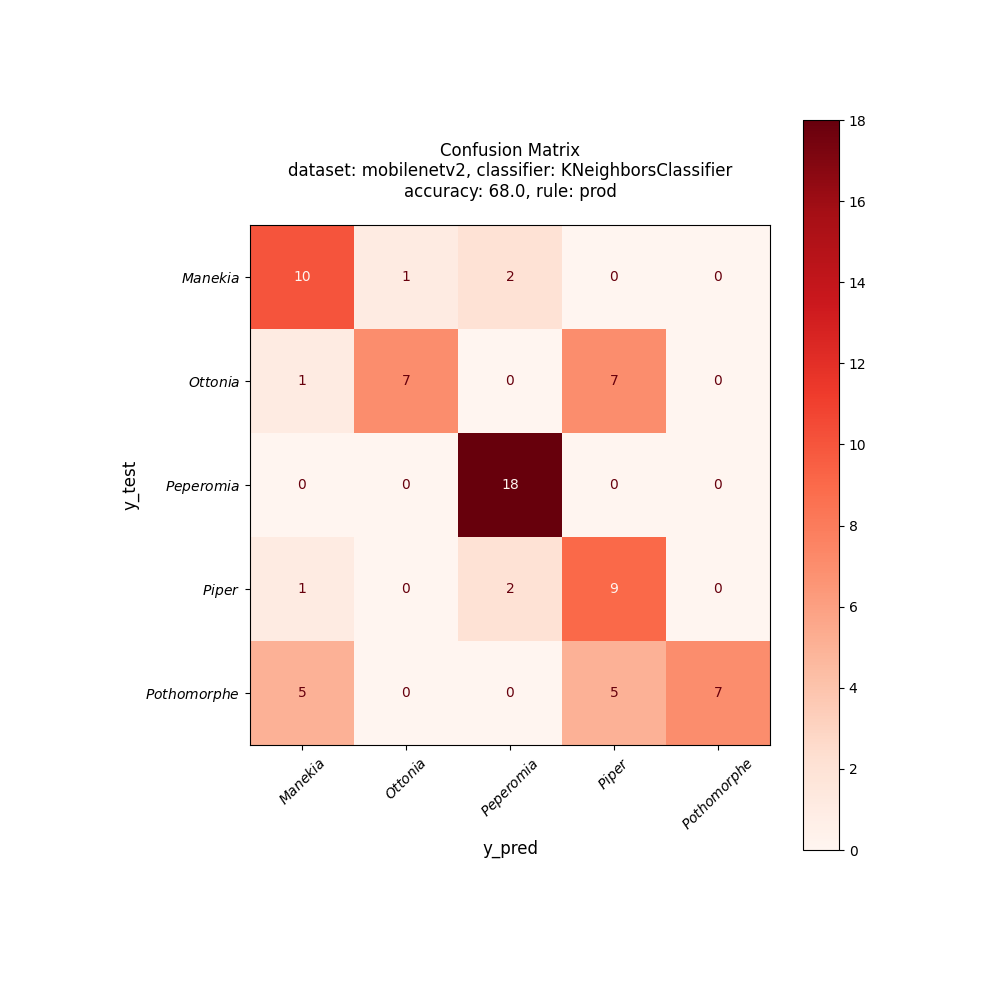 Confusion Matrix
dataset: mobilenetv2, classifier: KNeighborsClassifier
accuracy: 68.0, rule: prod
y_test
Manekia 10 1 2 0 0
Ottonia 1 7 0 7 0
Peperomia 0 0 18 0 0
Piper 1 0 2 9 0
Pothomorphe 5 0 0 5 7
Manekia Ottonia Peperomia Piper Pothomorphe
y_pred
18
16
14
12
10
8
6
4
2
0